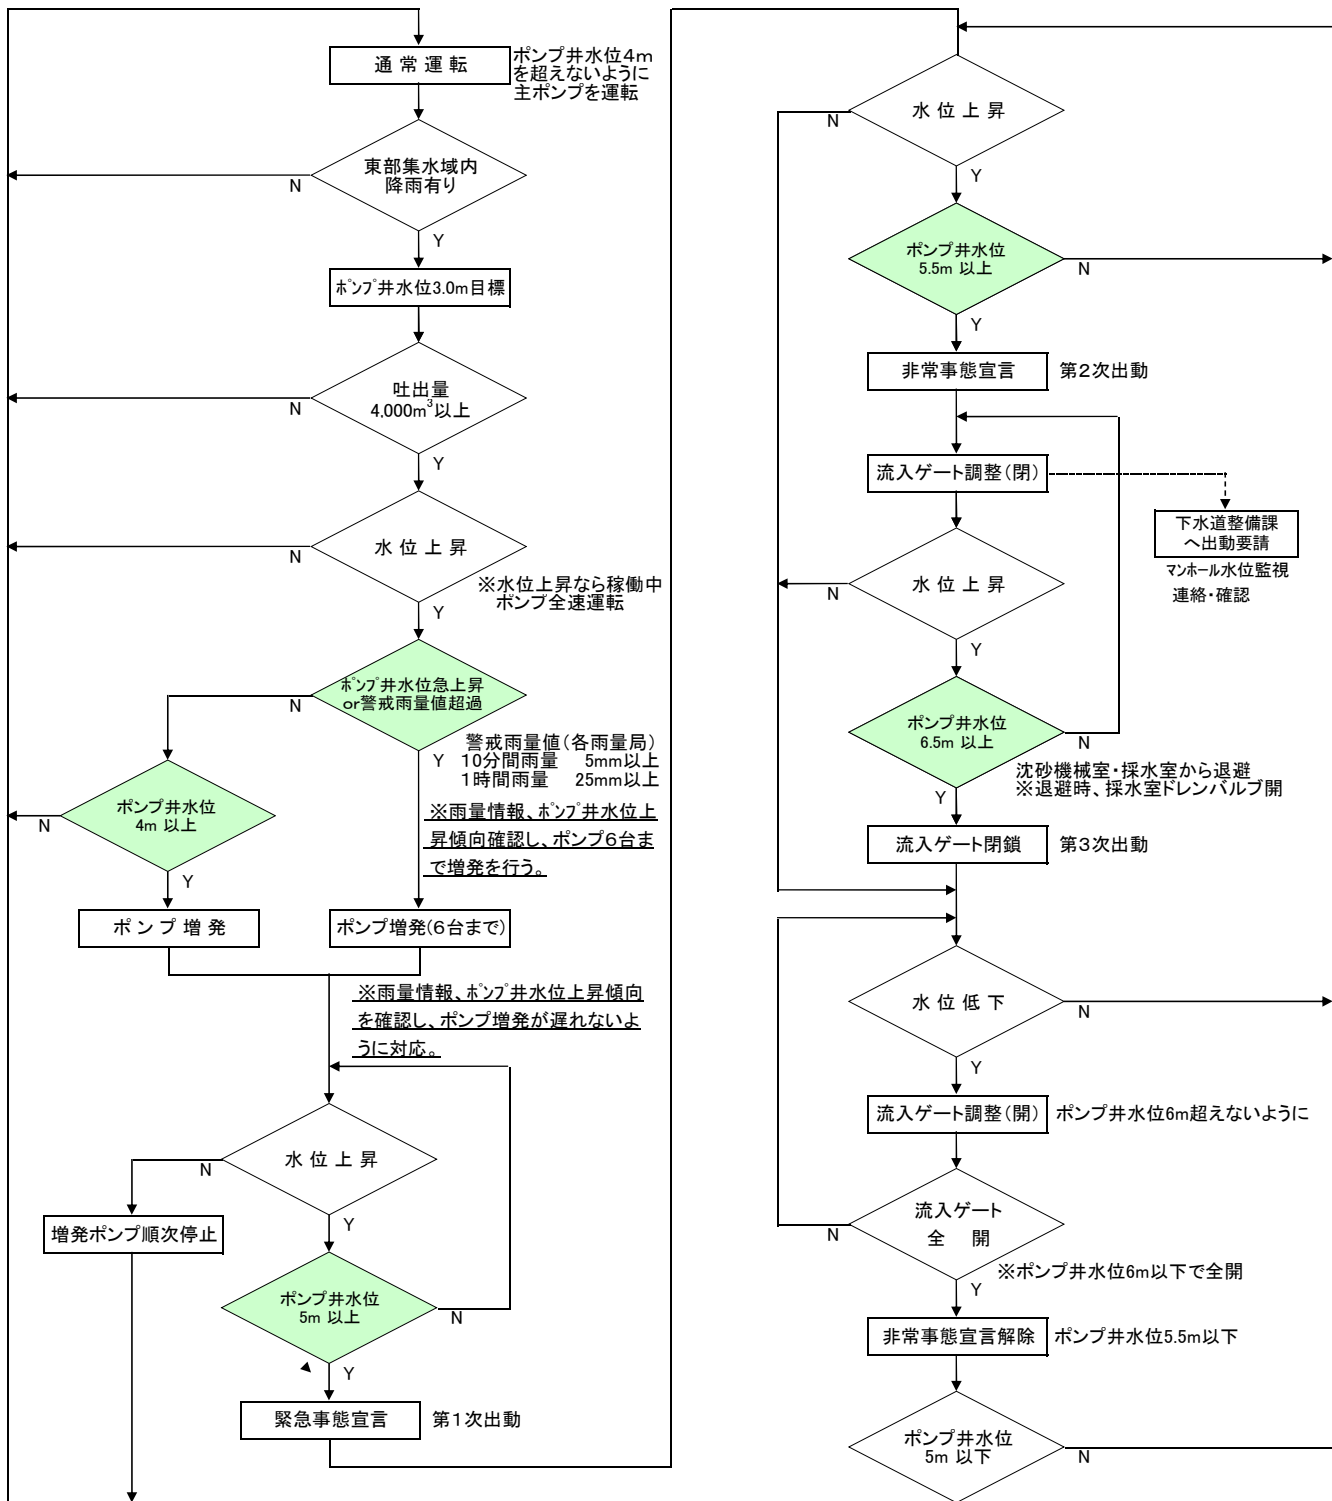 通常運転
ポンプ井水位4m
を超えないように
主ポンプを運転
東部集水域内
降雨有り
N
Y
ﾎﾟﾝﾌﾟ井水位3.0m目標
吐出量
4,000m³以上
N
Y
水位上昇
N
※水位上昇なら稼働中
ポンプ全速運転
Y
ﾎﾟﾝﾌﾟ井水位急上昇
or警戒雨量値超過
N
警戒雨量値(各雨量局)
Y 10分間雨量 5mm以上
1時間雨量 25mm以上
ポンプ井水位
4m 以上
N
Y
※雨量情報、ﾎﾟﾝﾌﾟ井水位上
昇傾向確認し、ポンプ6台ま
で増発を行う。
ポンプ増発
ポンプ増発(6台まで)
※雨量情報、ﾎﾟﾝﾌﾟ井水位上昇傾向
を確認し、ポンプ増発が遅れないよ
うに対応。
水位上昇
N
Y
増発ポンプ順次停止
ポンプ井水位
5m 以上
N
Y
緊急事態宣言
第1次出動
水位上昇
N
Y
ポンプ井水位
5.5m 以上
N
Y
非常事態宣言
第2次出動
流入ゲート調整(閉)
下水道整備課
へ出動要請
ﾏﾝﾎｰﾙ水位監視
連絡・確認
水位上昇
N
Y
ポンプ井水位
6.5m 以上
N
沈砂機械室・採水室から退避
※退避時、採水室ドレンバルブ開
Y
流入ゲート閉鎖
第3次出動
水位低下
N
Y
流入ゲート調整(開)
ポンプ井水位6m超えないように
流入ゲート
全 開
N
※ポンプ井水位6m以下で全開
Y
非常事態宣言解除
ポンプ井水位5.5m以下
ポンプ井水位
5m 以下
N